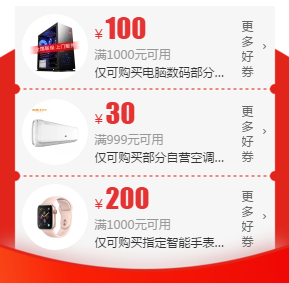 ¥100
满1000元可用
仅可购买电脑数码部分...
更多好券
¥30
满999元可用
仅可购买部分自营空调...
更多好券
¥200
满1000元可用
仅可购买指定智能手表...
更多好券